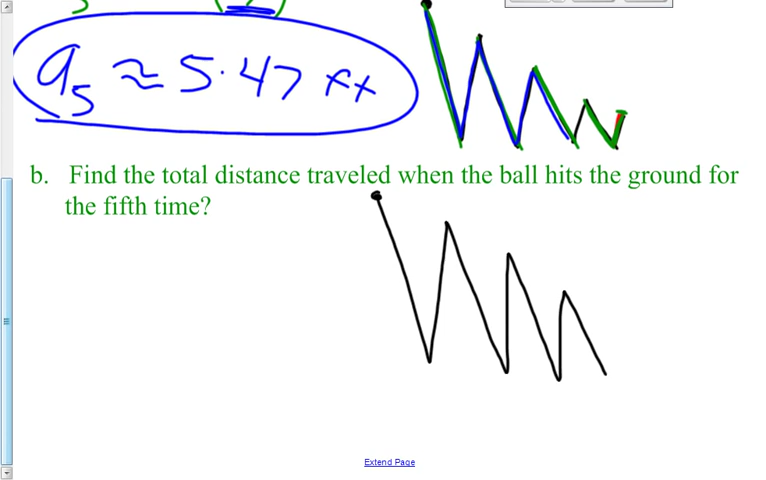 a₅ ≈ 5.47 ft
b. Find the total distance traveled when the ball hits the ground for
the fifth time?
Extend Page